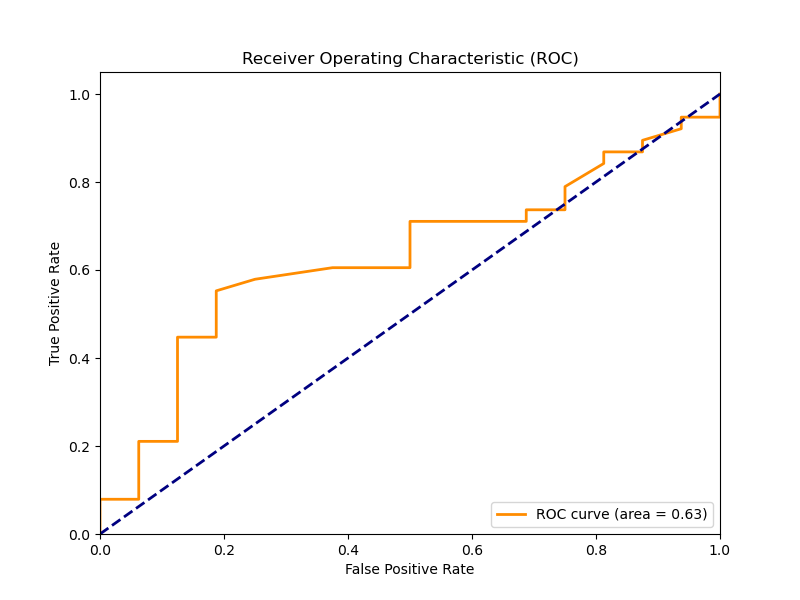 Receiver Operating Characteristic (ROC)
True Positive Rate
1.0
0.8
0.6
0.4
0.2
0.0
ROC curve (area = 0.63)
0.0 0.2 0.4 0.6 0.8 1.0
False Positive Rate